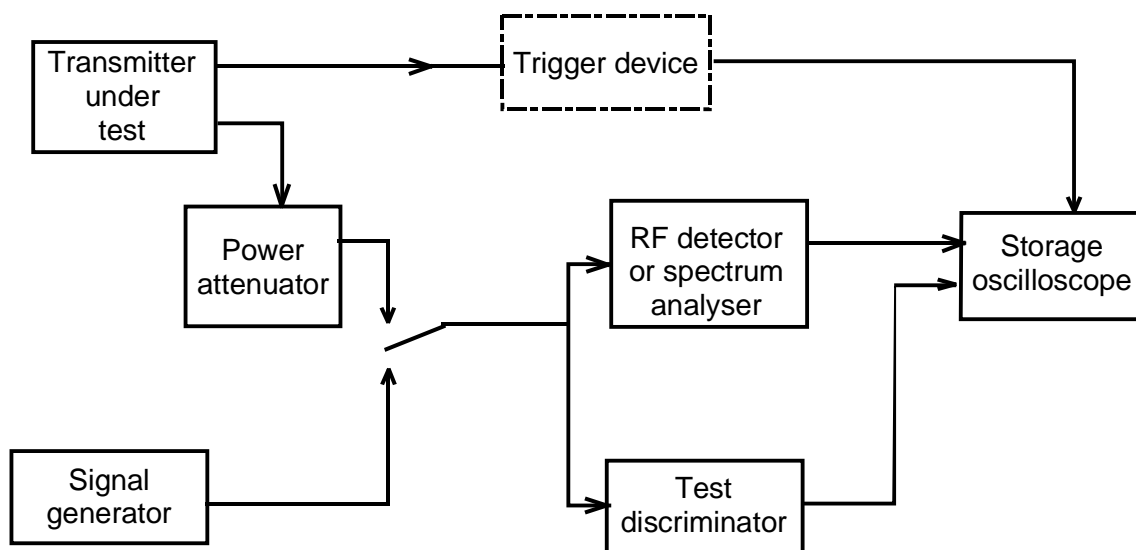 Transmitter
under
test
Trigger device
Power
attenuator
RF detector
or spectrum
analyser
Storage
oscilloscope
Signal
generator
Test
discriminator